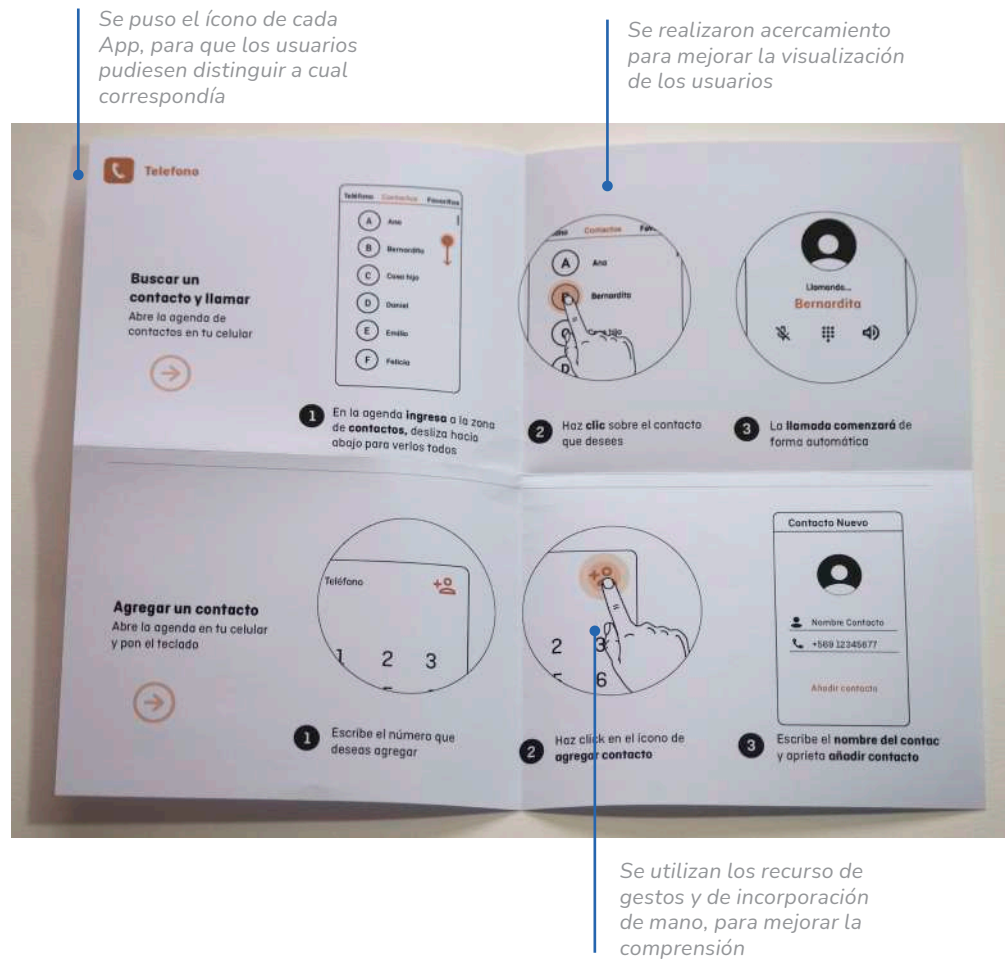 Se puso el ícono de cada
App, para que los usuarios
pudiesen distinguir a cual
correspondía
Se realizaron acercamiento
para mejorar la visualización
de los usuarios
Telefono
Buscar un
contacto y llamar
Abre la agenda de
contactos en tu celular
Teléfono Contactos Favoritos
A Ana
B Bernardita
C Casa hijo
D Daniel
E Emilio
F Felicia
1 En la agenda ingresa a la zona
de contactos, desliza hacia
abajo para verlos todos
Contactos Favo
A Ana
Bernardita
hijo
D
2 Haz clic sobre el contacto
que desees
Llamando...
Bernardita
3 La llamada comenzará de
forma automática
Agregar un contacto
Abre la agenda en tu celular
y pon el teclado
Teléfono
1 2 3
1 Escribe el número que
deseas agregar
2 3
6
2 Haz click en el ícono de
agregar contacto
Contacto Nuevo
Nombre Contacto
+569 12345677
Añadir contacto
3 Escribe el nombre del contac
y aprieta añadir contacto
Se utilizan los recurso de
gestos y de incorporación
de mano, para mejorar la
comprensión